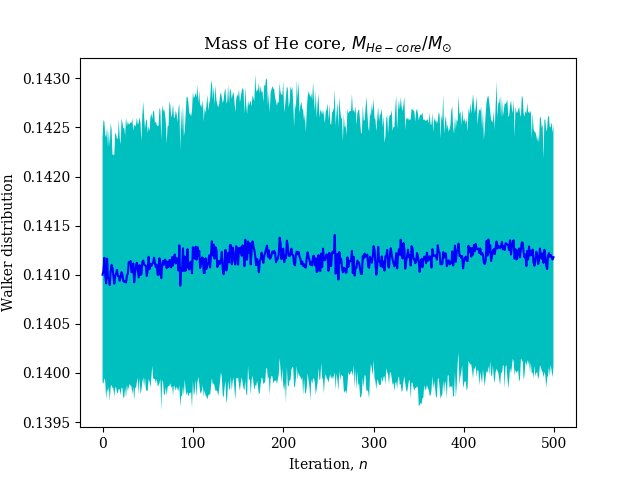 Mass of He core, $M_{He-core}/M_{\odot}$
Walker distribution
0.1430
0.1425
0.1420
0.1415
0.1410
0.1405
0.1400
0.1395
0 100 200 300 400 500
Iteration, $n$